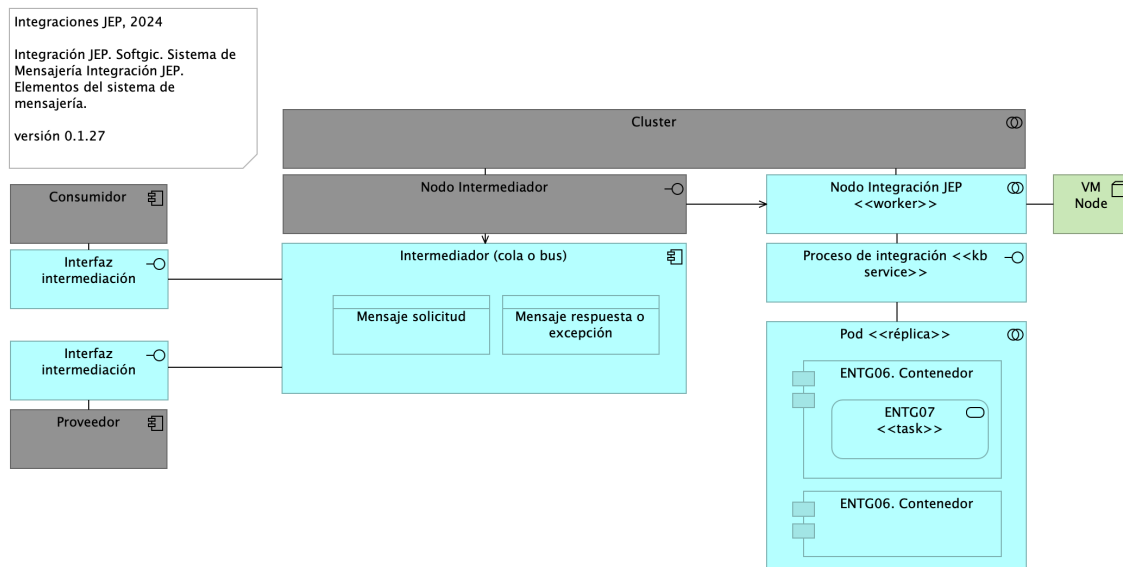 Integraciones JEP, 2024
Integración JEP. Softgic. Sistema de
Mensajería Integración JEP.
Elementos del sistema de
mensajería.
versión 0.1.27
Cluster
Consumidor
Nodo Intermediador
Nodo Integración JEP
<<worker>>
VM
Node
Interfaz
intermediación
Intermediador (cola o bus)
Proceso de integración <<kb
service>>
Mensaje solicitud
Mensaje respuesta o
excepción
Interfaz
intermediación
Proveedor
Pod <<réplica>>
ENTG06. Contenedor
ENTG07
<<task>>
ENTG06. Contenedor